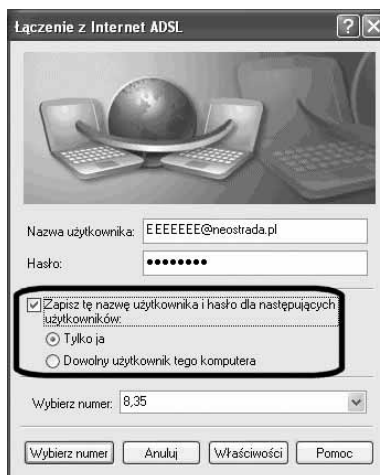 Łączenie z Internet ADSL
Nazwa użytkownika: EEEEEEE@neostrada.pl
Hasło: ••••••••
Zapisz tę nazwę użytkownika i hasło dla następujących
użytkowników:
Tylko ja
Dowolny użytkownik tego komputera
Wybierz numer: 8,35
Wybierz numer Anuluj Właściwości Pomoc